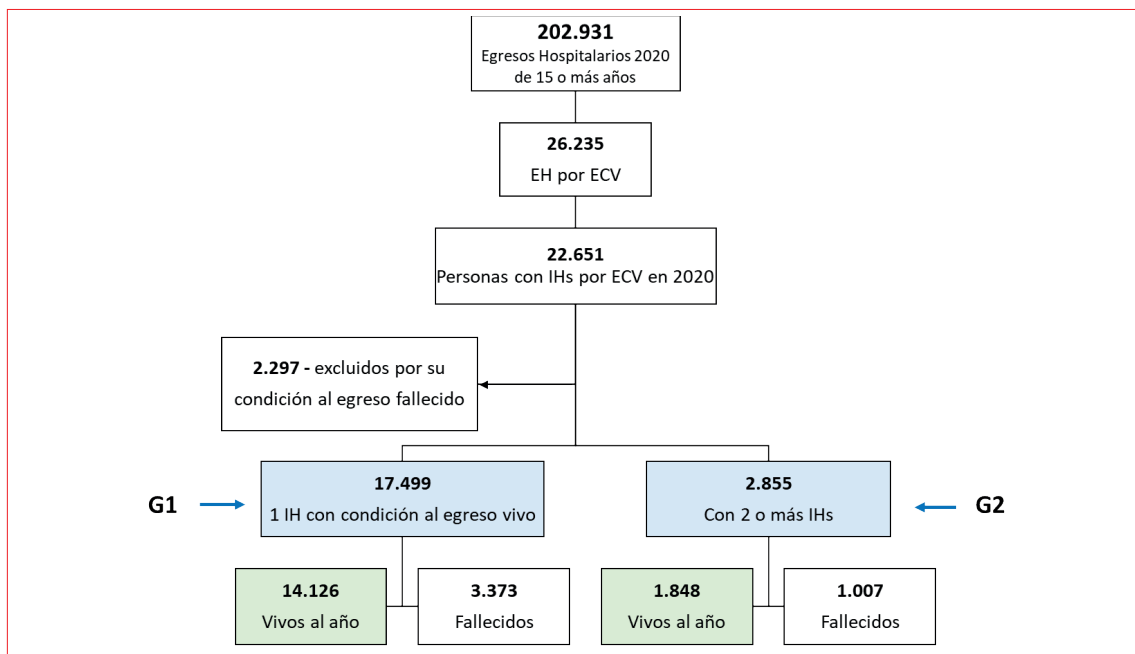 202.931
Egresos Hospitalarios 2020
de 15 o más años
26.235
EH por ECV
22.651
Personas con IHs por ECV en 2020
2.297 - excluidos por su
condición al egreso fallecido
G1
17.499
1 IH con condición al egreso vivo
2.855
Con 2 o más IHs
G2
14.126
Vivos al año
3.373
Fallecidos
1.848
Vivos al año
1.007
Fallecidos